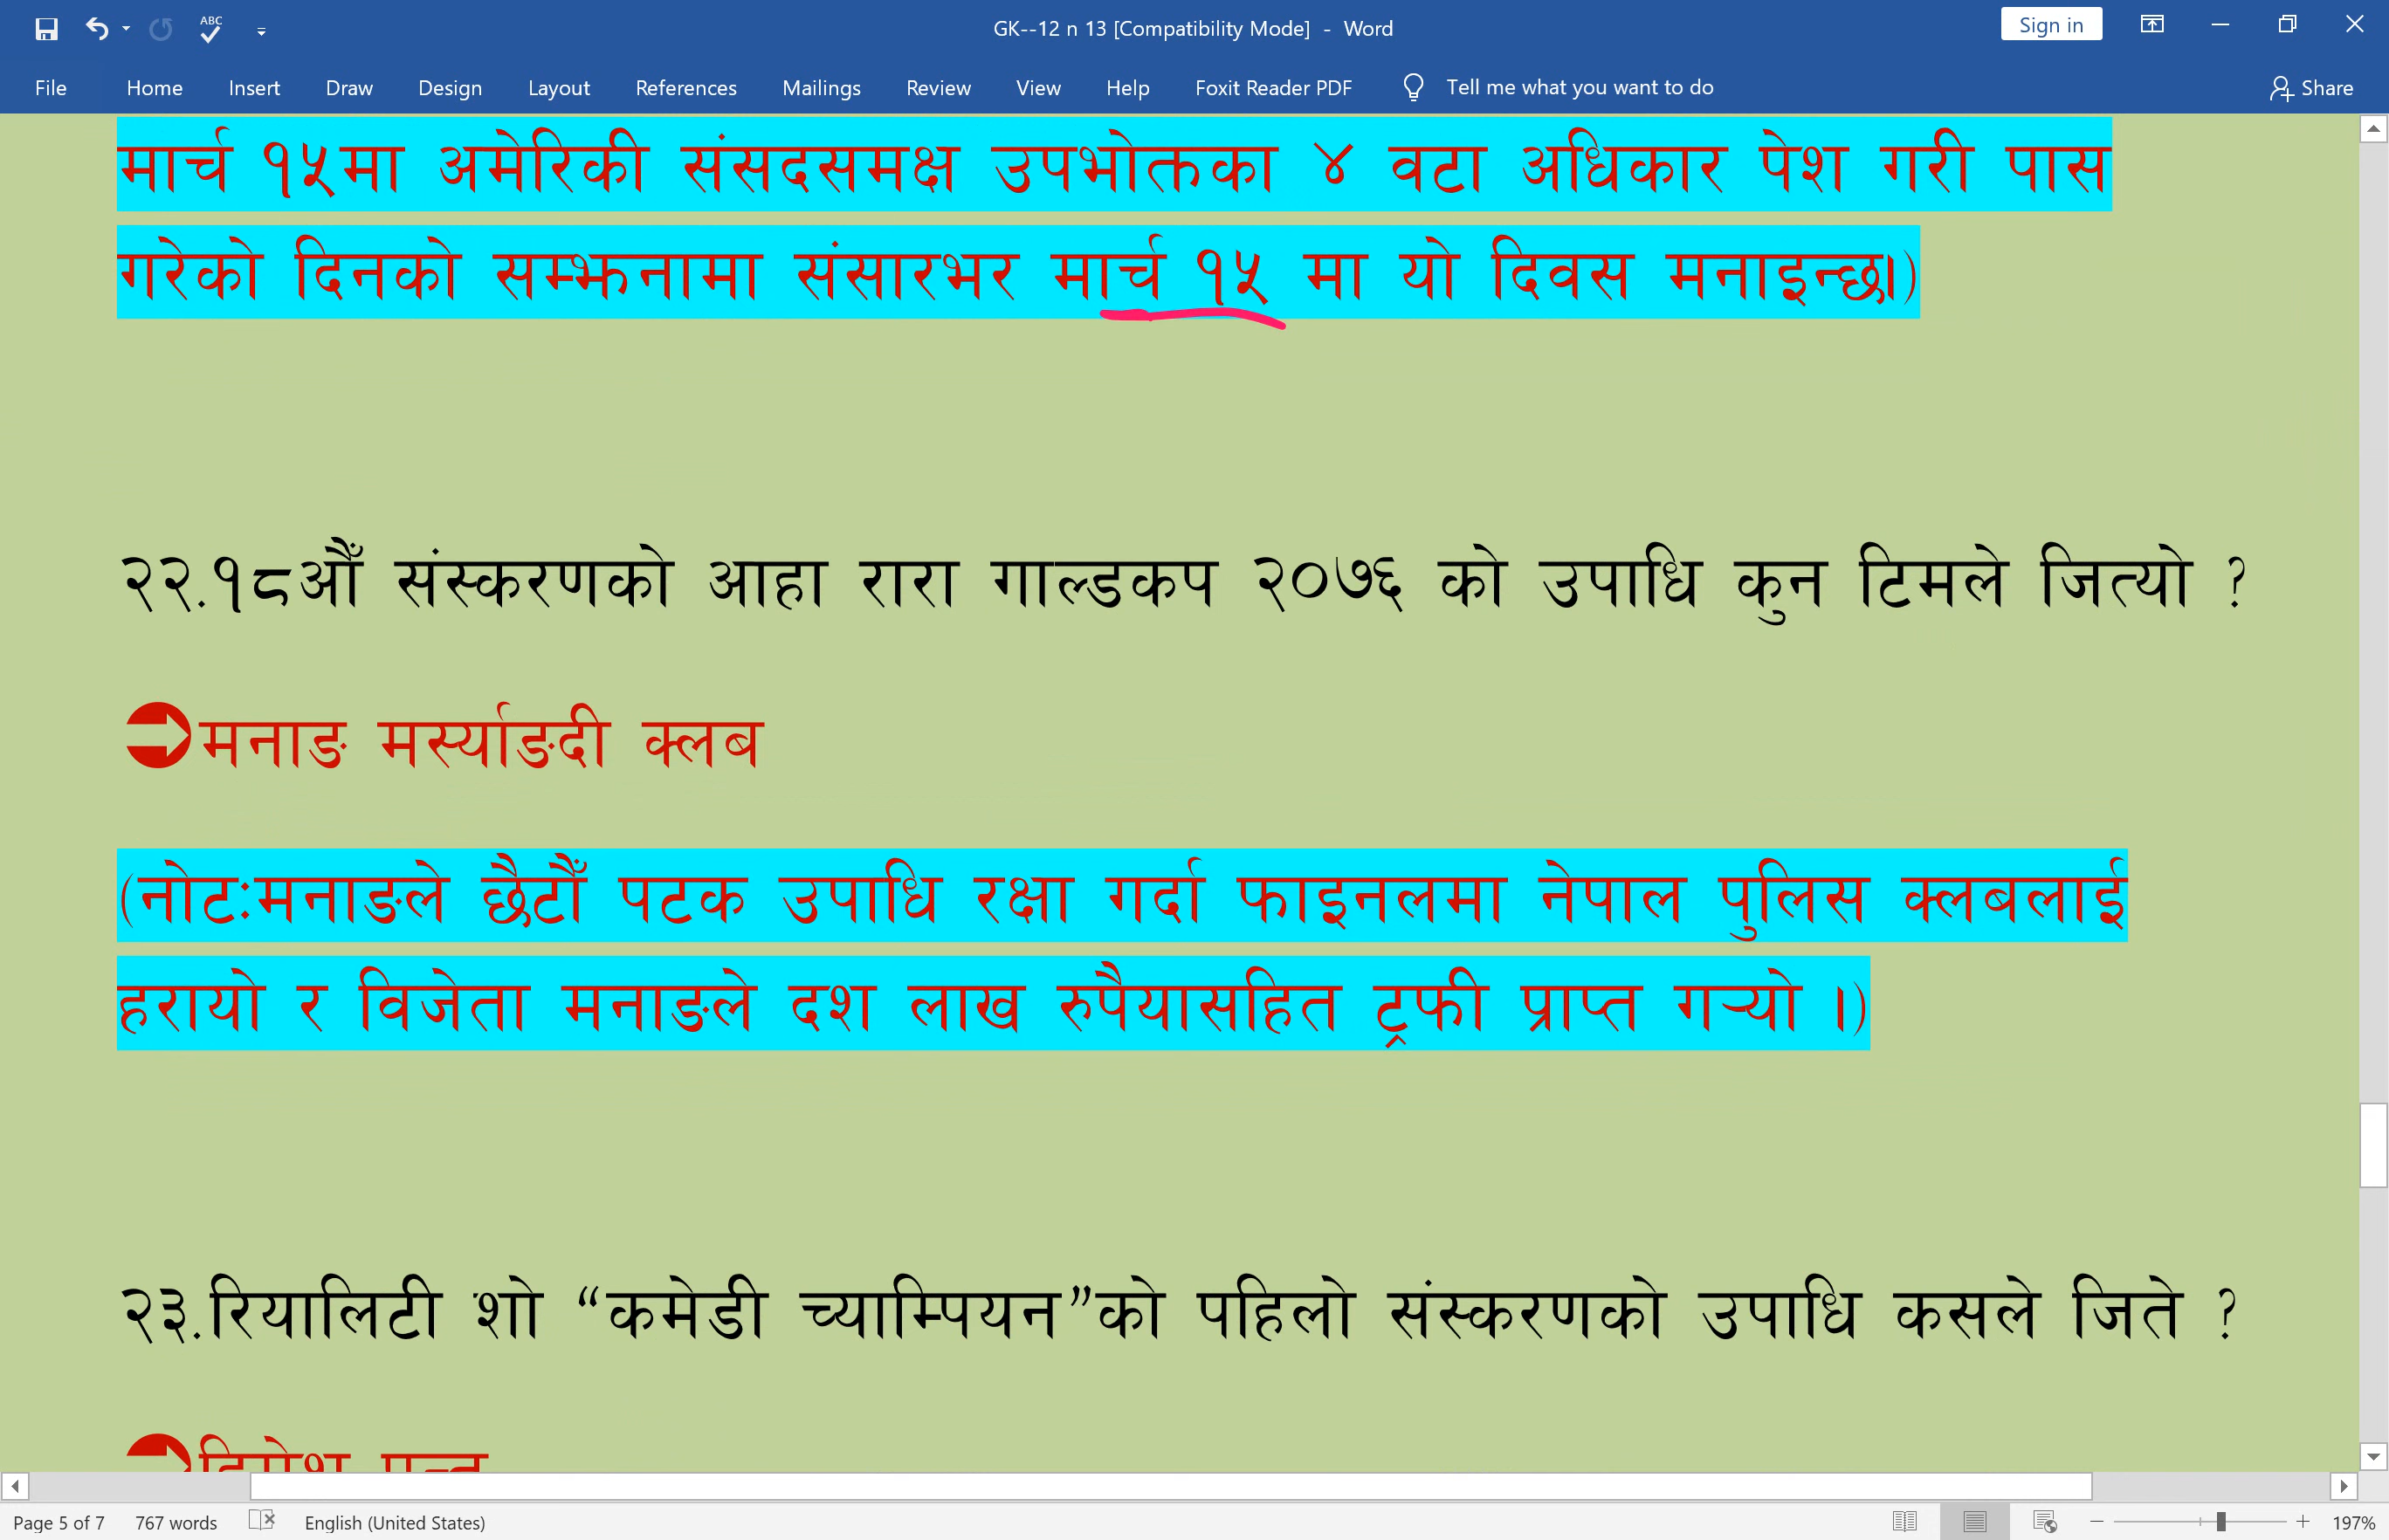 ABC
GK--12 n 13 [Compatibility Mode] - Word
Sign in
File Home Insert Draw Design Layout References Mailings Review View Help Foxit Reader PDF Tell me what you want to do Share
मार्च १५मा अमेरिकी संसदसमक्ष उपभोक्तका ४ वटा अधिकार पेश गरी पास
गरेको दिनको सम्झनामा संसारभर मार्च १५ मा यो दिवस मनाइन्छ।)
२२.१८औँ संस्करणको आहा रारा गाल्डकप २०७६ को उपाधि कुन टिमले जित्यो ?
मनाङ मर्स्याङदी क्लब
(नोटःमनाङले छैटौँ पटक उपाधि रक्षा गर्दा फाइनलमा नेपाल पुलिस क्लबलाई
हरायो र विजेता मनाङले दश लाख रुपैयासहित ट्रफी प्राप्त गर्‍यो ।)
२३.रियालिटी शो “कमेडी च्याम्पियन”को पहिलो संस्करणको उपाधि कसले जिते ?
Page 5 of 7 767 words English (United States) 197%